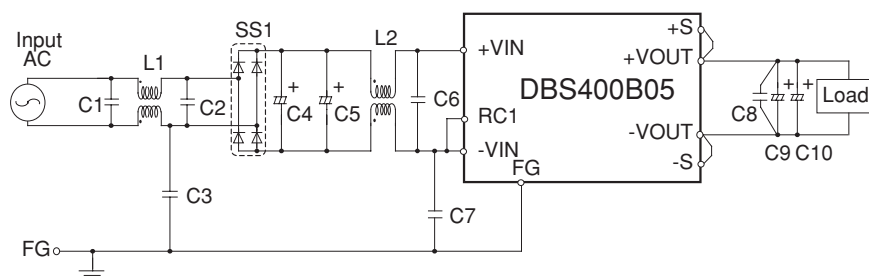 SS1
Input
AC
L1
L2
C1
C2
C3
C4
+
C5
+
C6
C7
+VIN
RC1
-VIN
FG
DBS400B05
+S
+VOUT
-VOUT
-S
C8
+
+
C9 C10
Load
FG